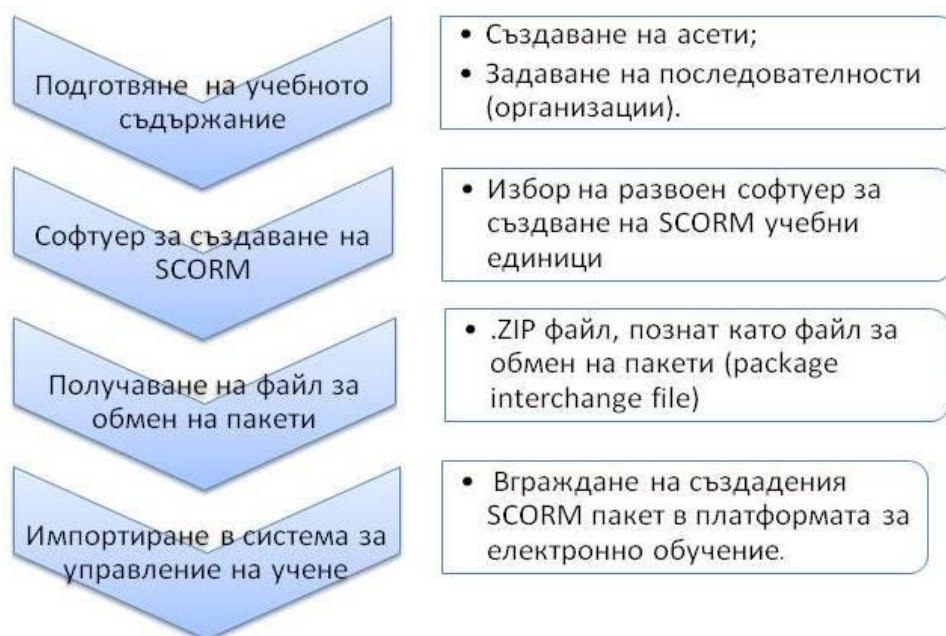 Подготвяне на учебното
съдържание
• Създаване на асети;
• Задаване на последователности
(организации).
Софтуер за създаване на
SCORM
• Избор на развоен софтуер за
създване на SCORM учебни
единици
Получаване на файл за
обмен на пакети
• .ZIP файл, познат като файл за
обмен на пакети (package
interchange file)
Импортиране в система за
управление на учене
• Вграждане на създадения
SCORM пакет в платформата за
електронно обучение.